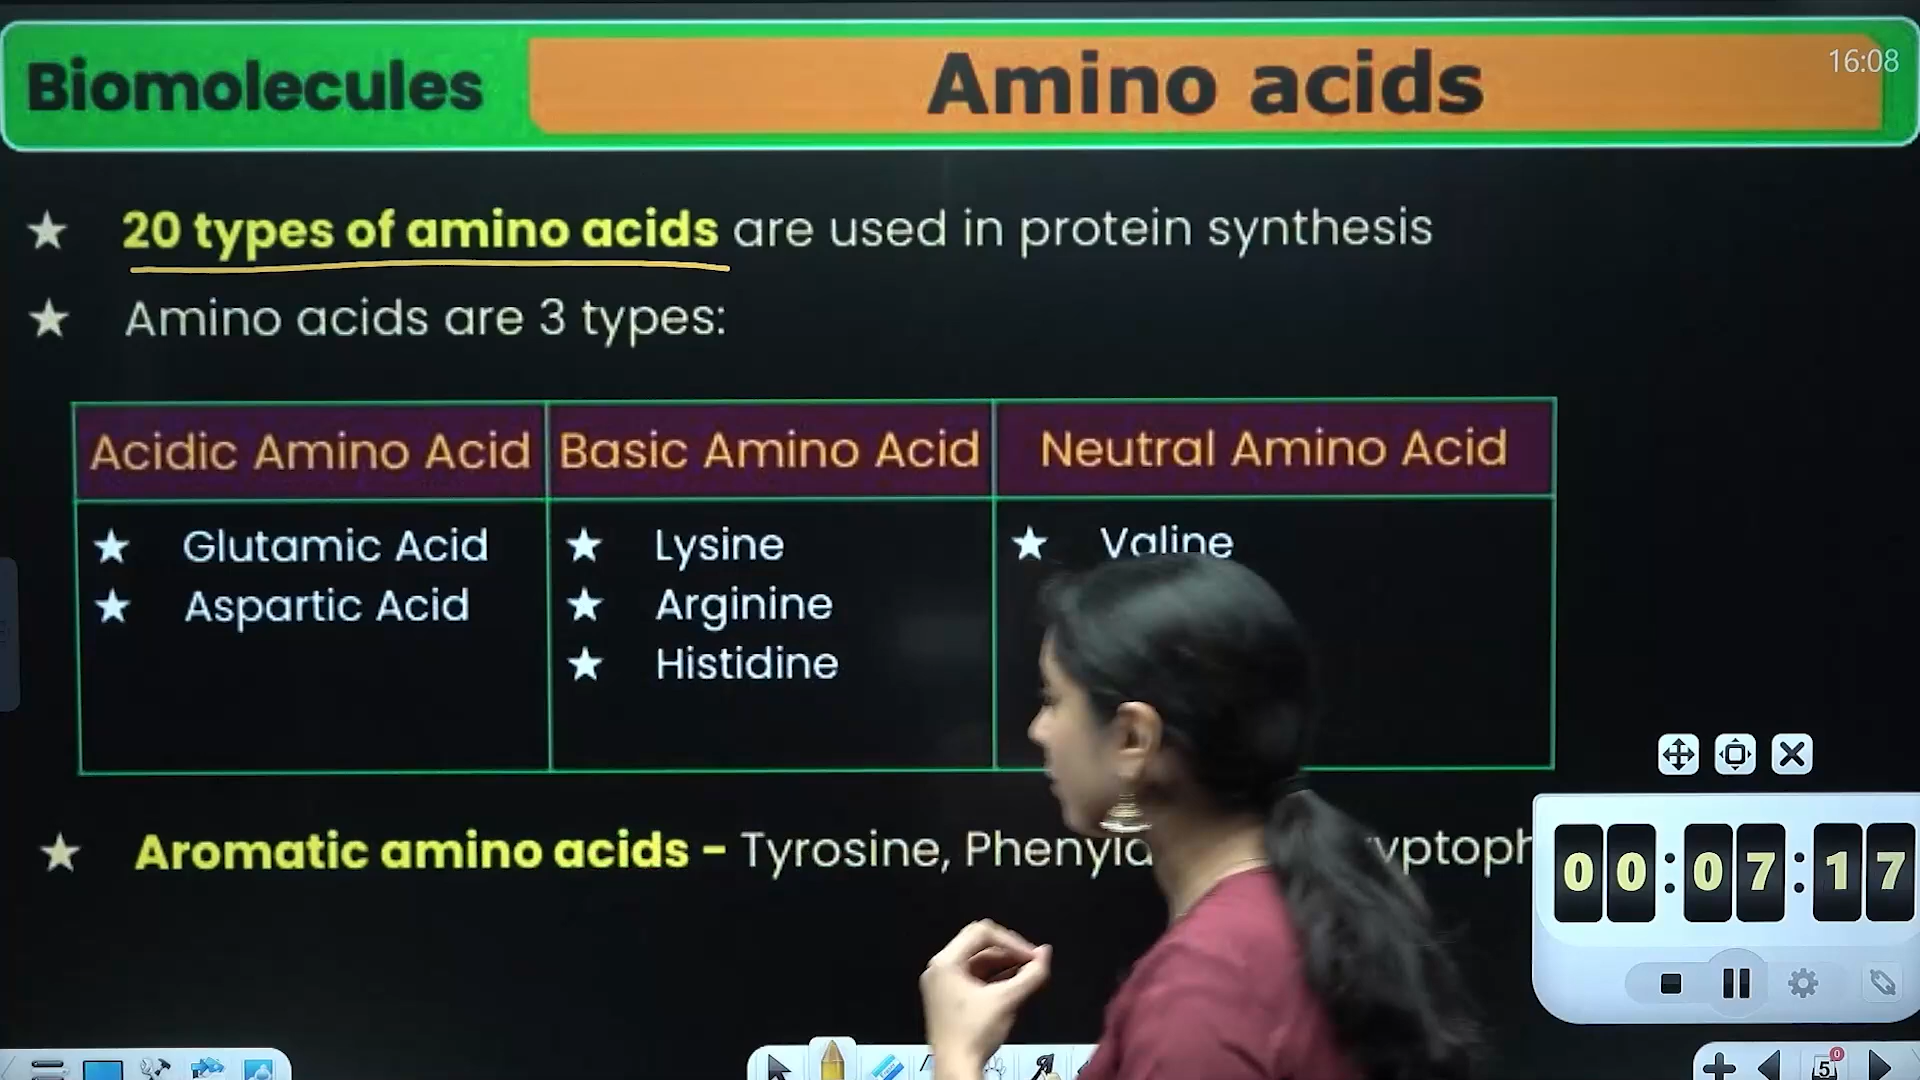 Biomolecules
Amino acids
16:08
★ 20 types of amino acids are used in protein synthesis
★ Amino acids are 3 types:
Acidic Amino Acid Basic Amino Acid Neutral Amino Acid
★ Glutamic Acid ★ Lysine ★ Valine
★ Aspartic Acid ★ Arginine
★ Histidine
★ Aromatic amino acids - Tyrosine,
00:07:17
5
0